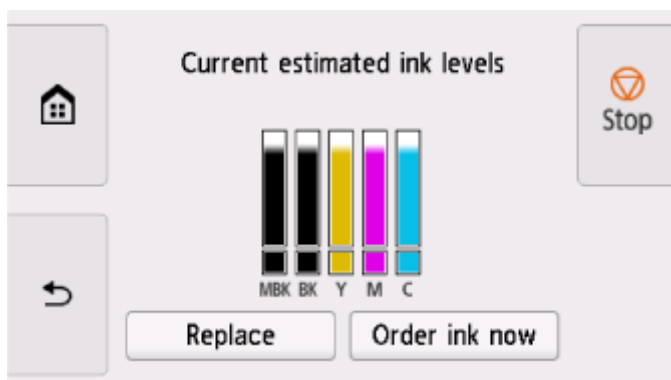 Current estimated ink levels
Stop
MBK BK Y M C
Replace
Order ink now